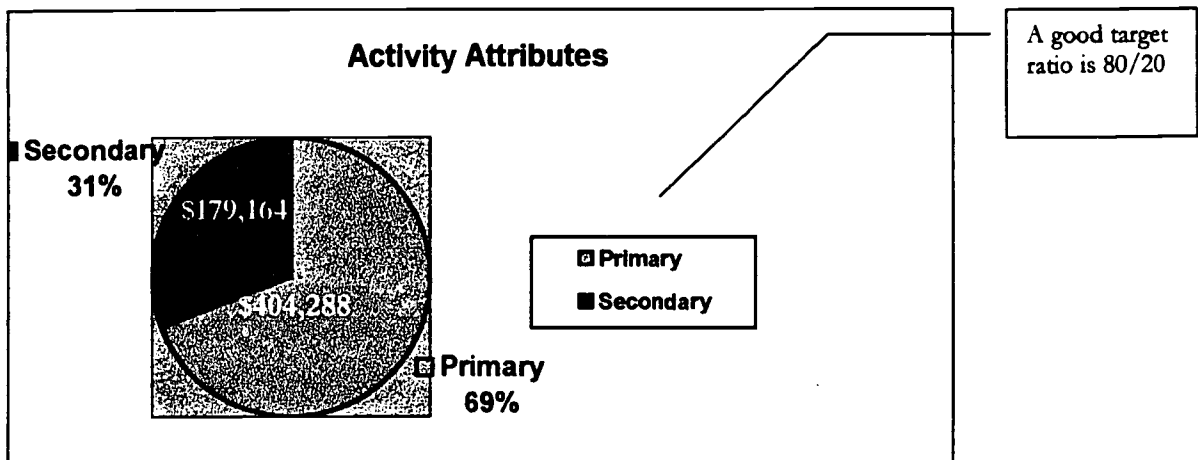 Activity Attributes
A good target
ratio is 80/20
Secondary
31%
$179,164
$404,288
Primary
69%
Primary
Secondary